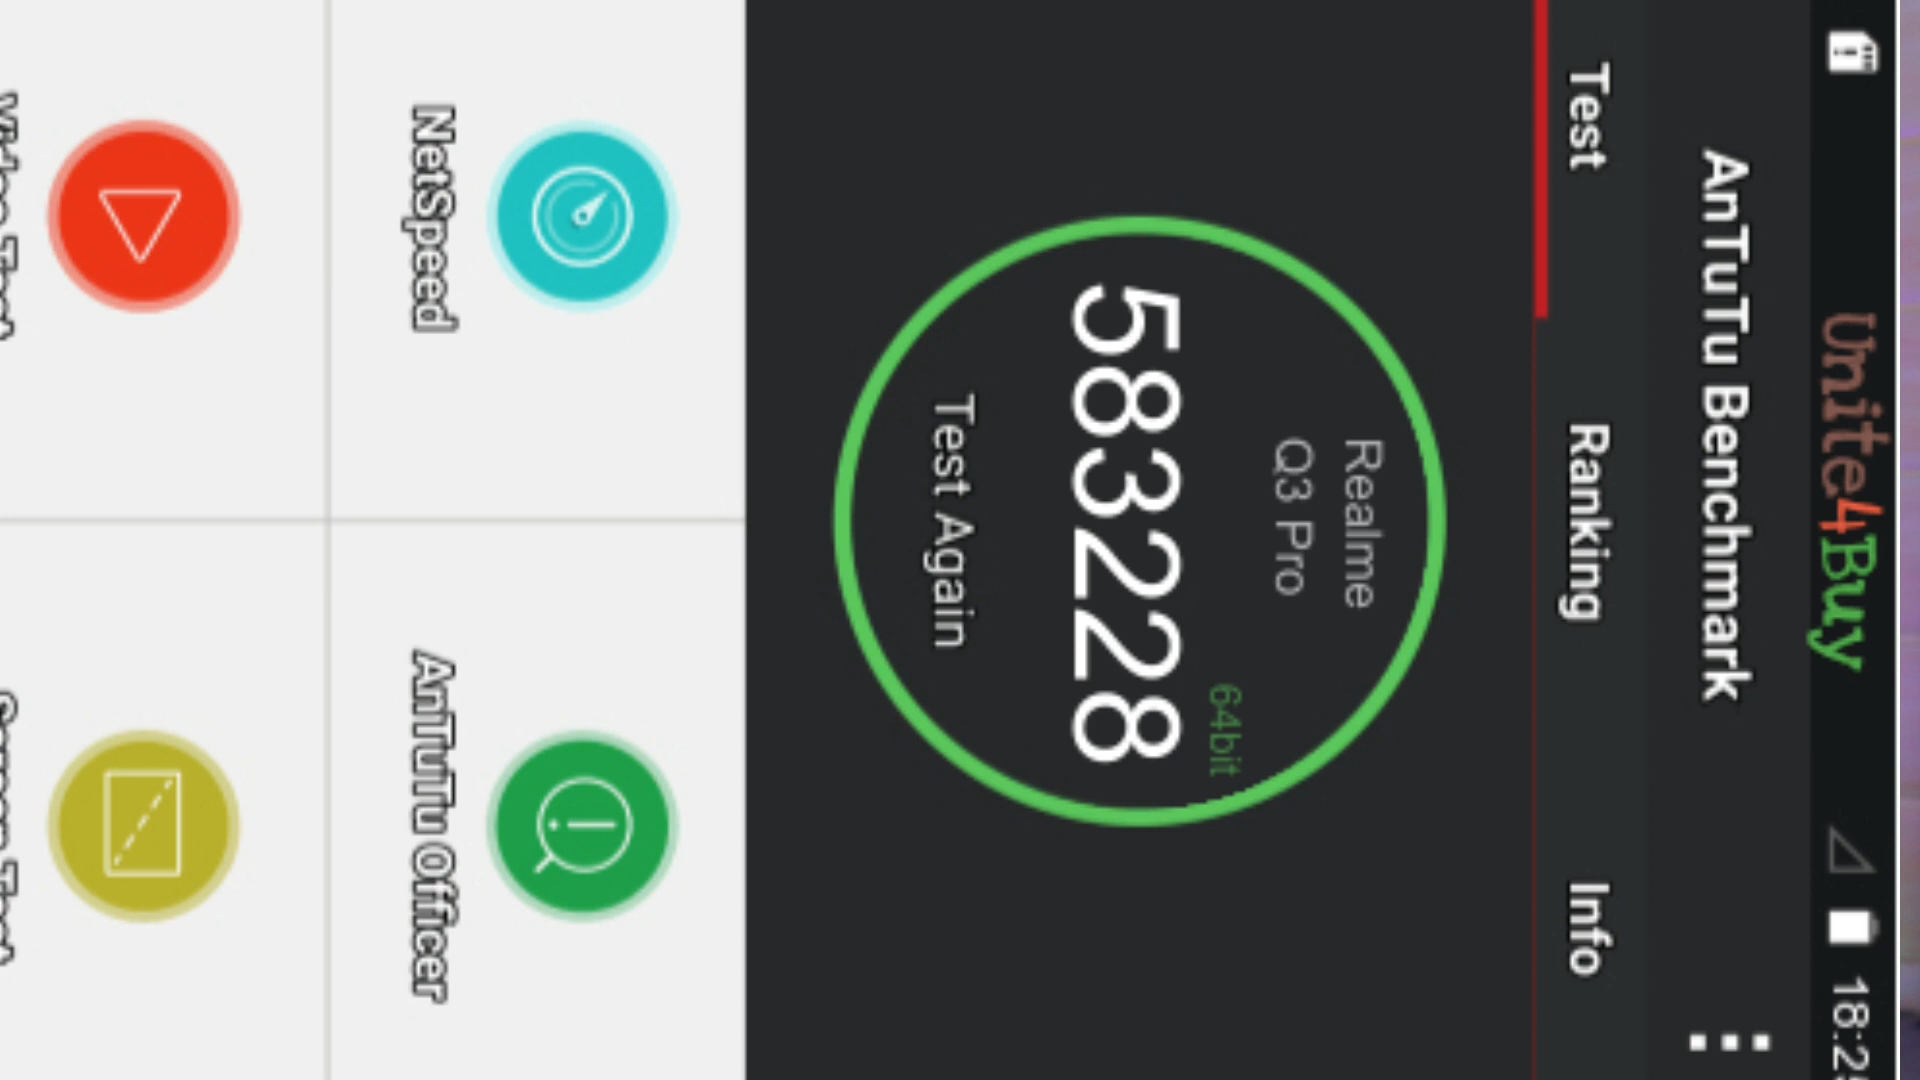 Unite4Buy
AnTuTu Benchmark
Test
Ranking
Info
Realme
Q3 Pro
64bit
583228
Test Again
NetSpeed
AnTuTu Officer